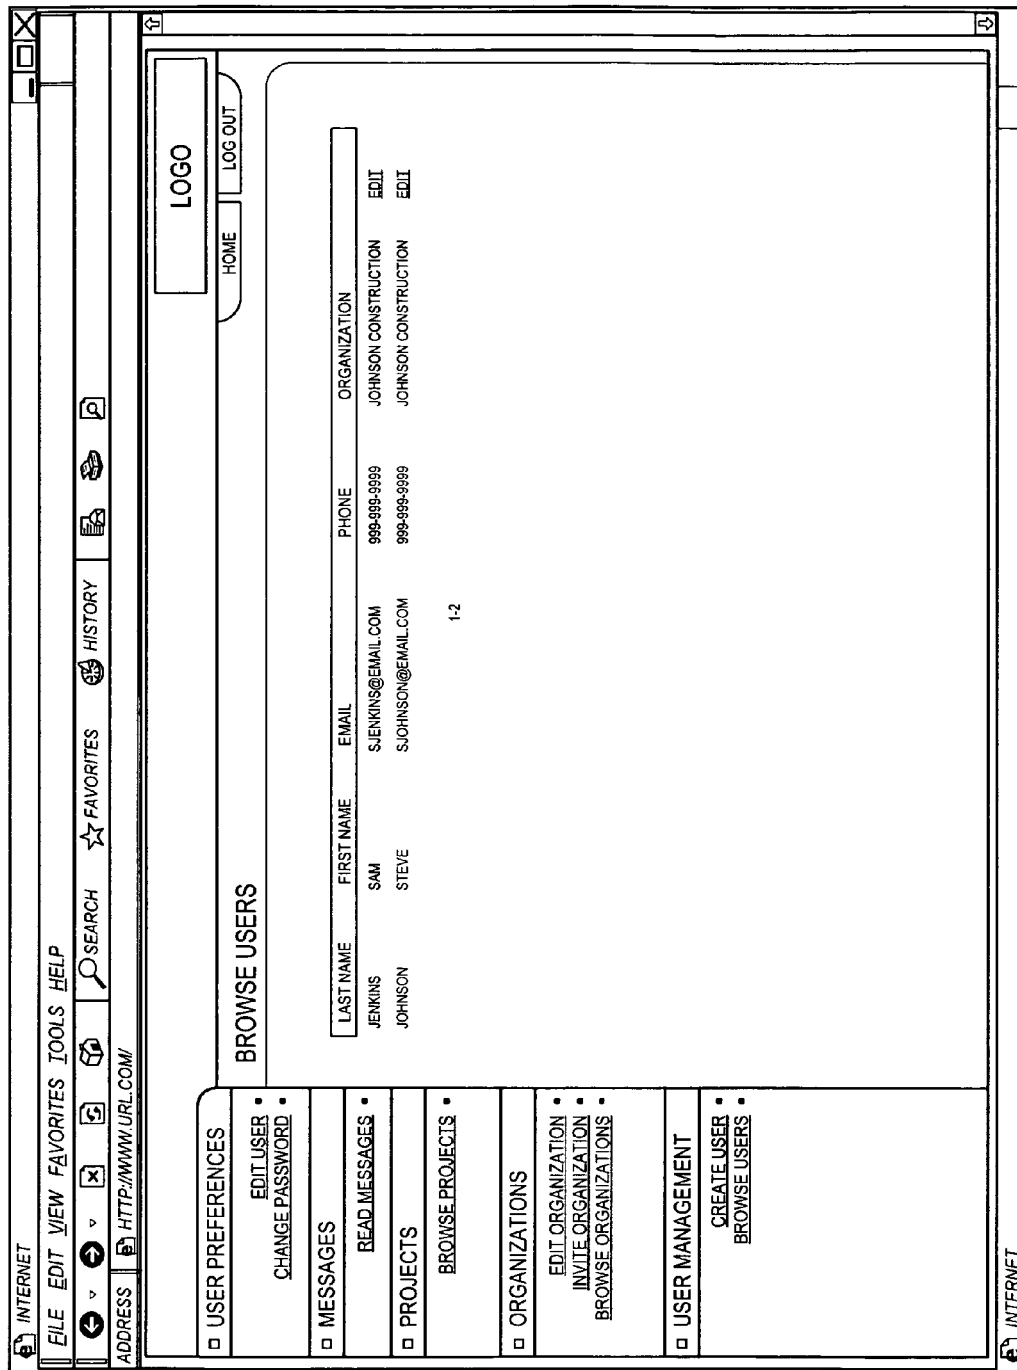 INTERNET
FILE EDIT VIEW FAVORITES TOOLS HELP
SEARCH FAVORITES HISTORY
ADDRESS HTTP://WWW.URL.COM/
LOGO
HOME LOG OUT
USER PREFERENCES
EDIT USER
CHANGE PASSWORD
MESSAGES
READ MESSAGES
PROJECTS
BROWSE PROJECTS
ORGANIZATIONS
EDIT ORGANIZATION
INVITE ORGANIZATION
BROWSE ORGANIZATIONS
USER MANAGEMENT
CREATE USER
BROWSE USERS
BROWSE USERS
LAST NAME FIRST NAME EMAIL PHONE ORGANIZATION
JENKINS SAM SJENKINS@EMAIL.COM 999-999-9999 JOHNSON CONSTRUCTION EDIT
JOHNSON STEVE SJOHNSON@EMAIL.COM 999-999-9999 JOHNSON CONSTRUCTION EDIT
1-2
INTERNET